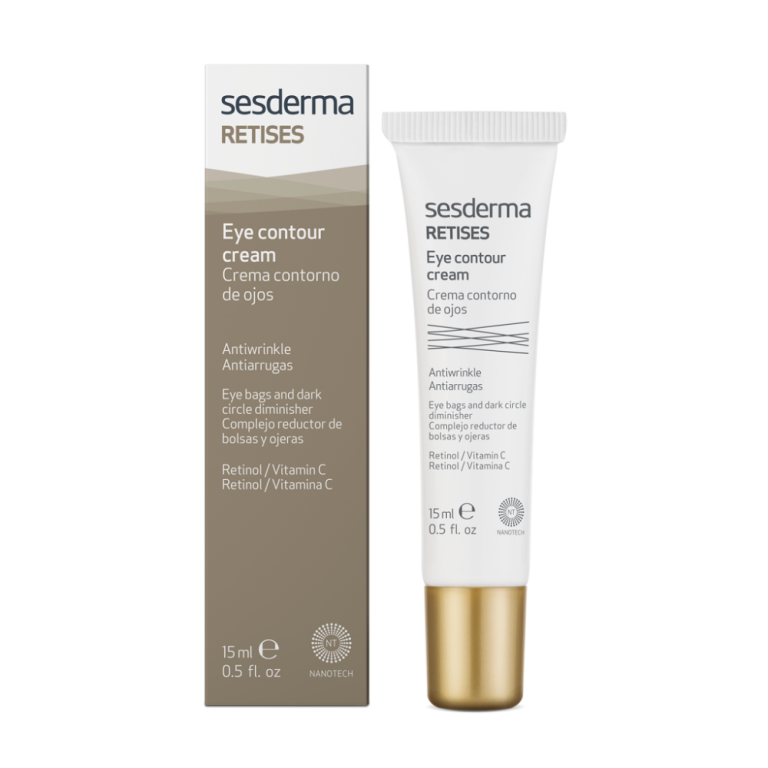 sesderma
RETISES
Eye contour
cream
Crema contorno
de ojos
Antiwrinkle
Antiarrugas
Eye bags and dark
circle diminisher
Complejo reductor de
bolsas y ojeras
Retinol / Vitamin C
Retinol / Vitamina C
15 ml ℮
0.5 fl. oz
NT
NANOTECH
sesderma
RETISES
Eye contour
cream
Crema contorno
de ojos
Antiwrinkle
Antiarrugas
Eye bags and dark circle
diminisher
Complejo reductor de
bolsas y ojeras
Retinol / Vitamin C
Retinol / Vitamina C
15 ml ℮
0.5 fl. oz
NT
NANOTECH